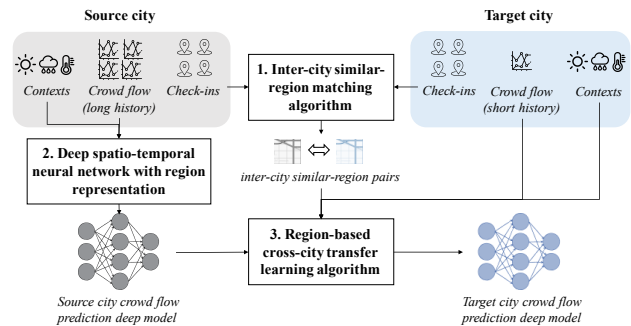 Source city
Target city
Contexts
Crowd flow
(long history)
Check-ins
1. Inter-city similar-
region matching
algorithm
Check-ins
Crowd flow
(short history)
Contexts
2. Deep spatio-temporal
neural network with region
representation
inter-city similar-region pairs
3. Region-based
cross-city transfer
learning algorithm
Source city crowd flow
prediction deep model
Target city crowd flow
prediction deep model